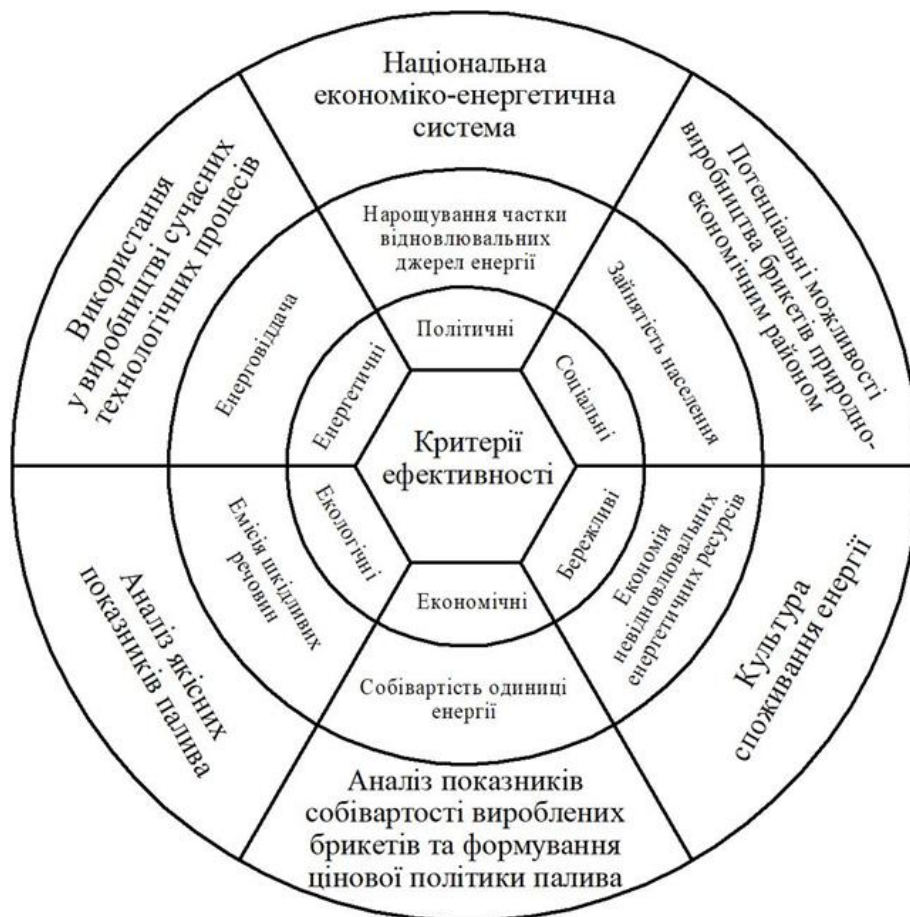 Національна
економіко-енергетична
система
Нарощування частки
відновлювальних
джерел енергії
Політичні
Потенціальні можливості
виробництва брикетів природно-
економічним районом
Зайнятість населення
Соціальні
Культура
споживання енергії
Економія
невідновлювальних
енергетичних ресурсів
Бережливі
Економічні
Собівартість одиниці
енергії
Аналіз показників
собівартості вироблених
брикетів та формування
цінової політики палива
Екологічні
Емісія шкідливих
речовин
Аналіз якісних
показників палива
Енергетичні
Енерговіддача
Використання
у виробництві сучасних
технологічних процесів
Критерії
ефективності